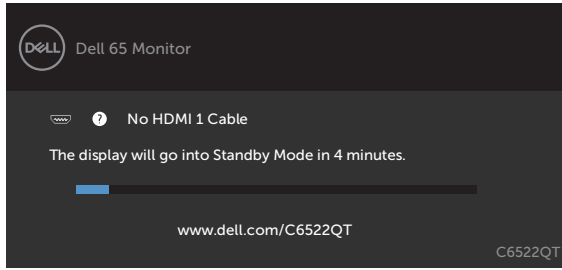 DELL Dell 65 Monitor
? No HDMI 1 Cable
The display will go into Standby Mode in 4 minutes.
www.dell.com/C6522QT
C6522QT